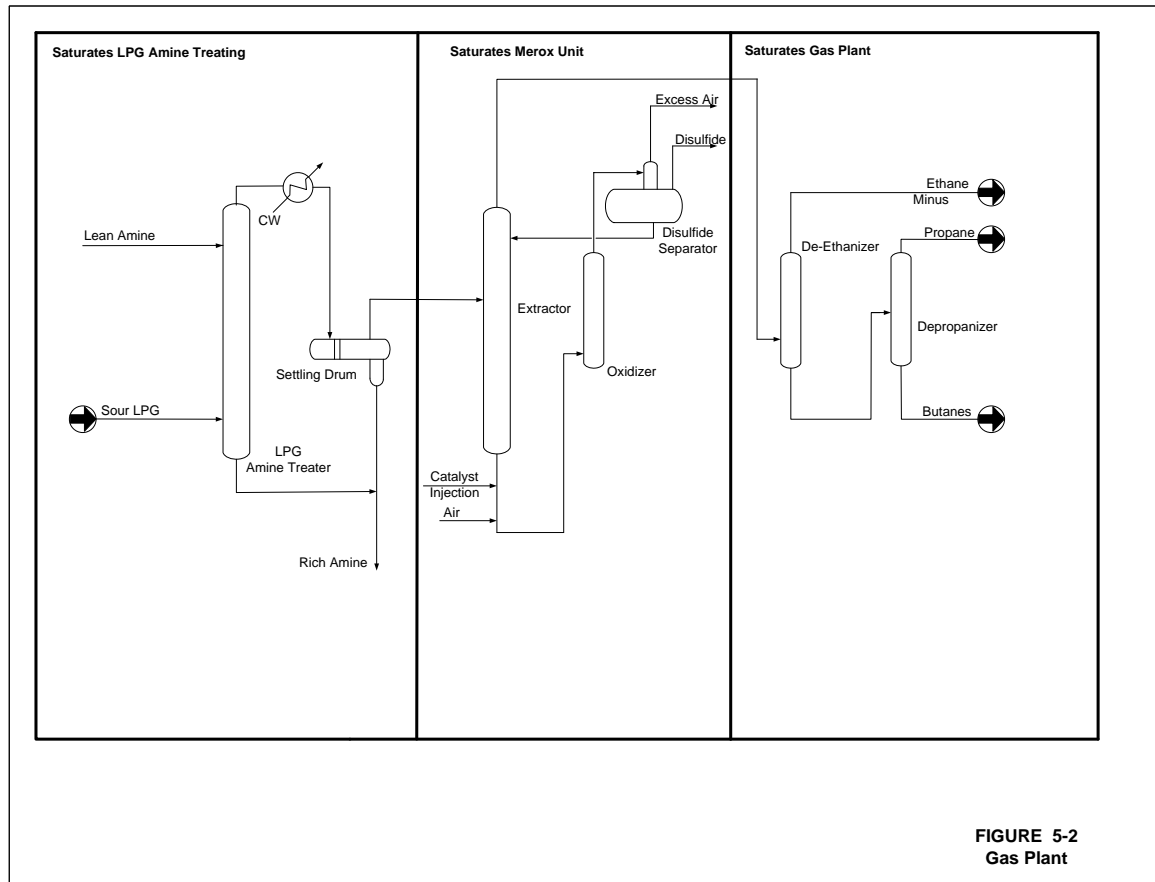 Saturates LPG Amine Treating
Saturates Merox Unit
Saturates Gas Plant
Excess Air
Disulfide
Ethane
Minus
CW
Lean Amine
Propane
Disulfide
Separator
De-Ethanizer
Extractor
Depropanizer
Settling Drum
Oxidizer
Sour LPG
Butanes
LPG
Amine Treater
Catalyst
Injection
Air
Rich Amine
FIGURE 5-2
Gas Plant